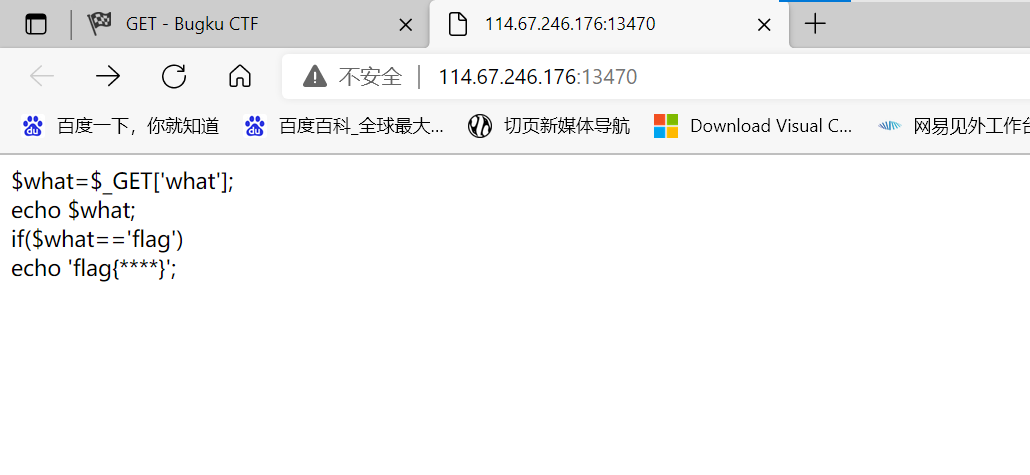 GET - Bugku CTF
114.67.246.176:13470
不安全
114.67.246.176:13470
百度一下，你就知道
百度百科_全球最大...
切页新媒体导航
Download Visual C...
网易见外工作台
$what=$_GET['what'];
echo $what;
if($what=='flag')
echo 'flag{****}';